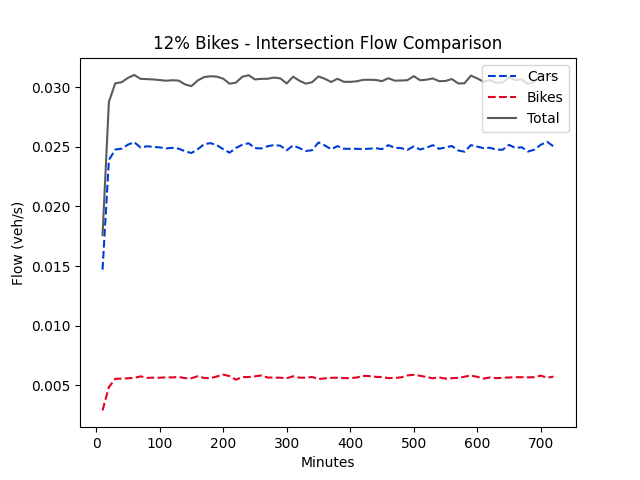 12% Bikes - Intersection Flow Comparison
Flow (veh/s)
0.030
0.025
0.020
0.015
0.010
0.005
Cars
Bikes
Total
0 100 200 300 400 500 600 700
Minutes